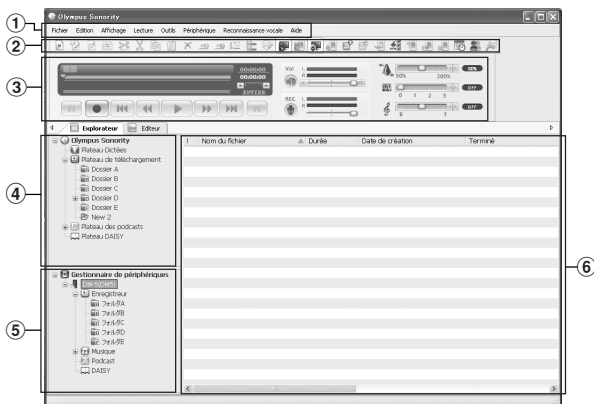 Olympus Sonority
1
Fichier Edition Affichage Lecture Outils Périphérique Reconnaissance vocale Aide
2
3
00:00:00
00:00:00
ENTIER
Vol L
R
REC L
R
50% 200%
50%
0 1 2 3
OFF
0 1
OFF
Explorateur Editeur
4
Olympus Sonority
Plateau Dictées
Plateau de téléchargement
Dossier A
Dossier B
Dossier C
Dossier D
Dossier E
New 2
Plateau des podcasts
Plateau DAISY
! Nom du fichier Durée Date de création Terminé
5
Gestionnaire de périphériques
DM-5(DM5)
Enregistreur
フォルダA
フォルダB
フォルダC
フォルダD
フォルダE
Musique
Podcast
DAISY
6